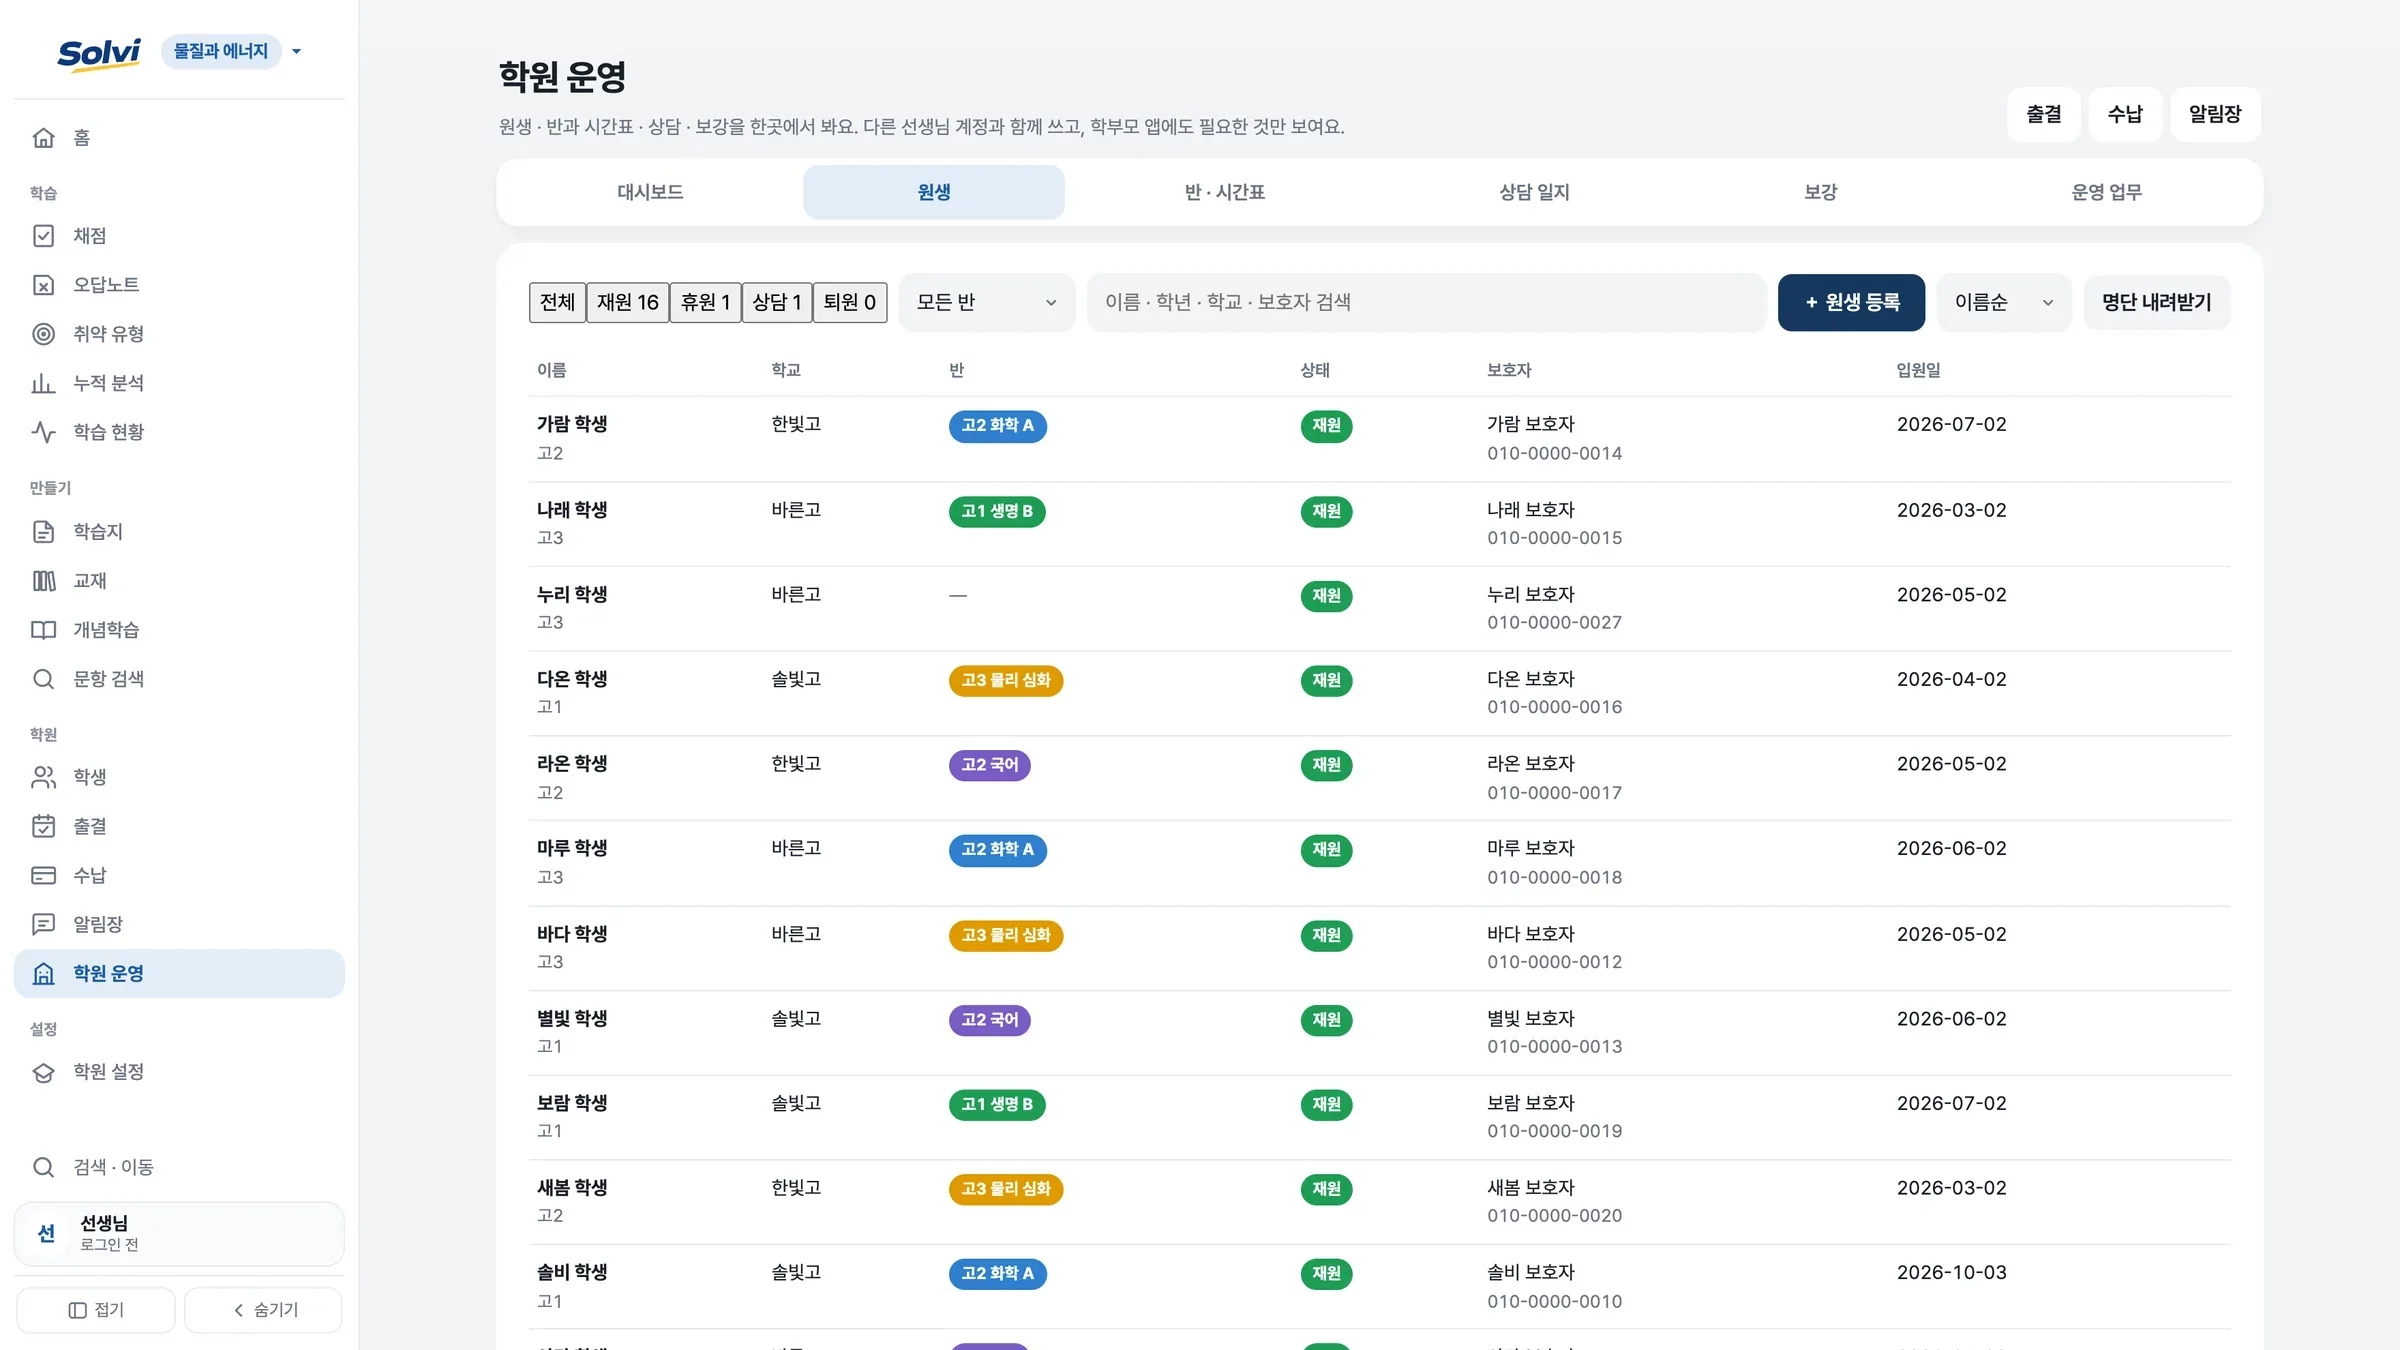 Solvi
물질과 에너지
홈
학습
채점
오답노트
취약 유형
누적 분석
학습 현황
만들기
학습지
교재
개념학습
문항 검색
학원
학생
출결
수납
알림장
학원 운영
설정
학원 설정
검색 · 이동
선
선생님
로그인 전
접기
숨기기
학원 운영
원생 · 반과 시간표 · 상담 · 보강을 한곳에서 봐요. 다른 선생님 계정과 함께 쓰고, 학부모 앱에도 필요한 것만 보여요.
출결 수납 알림장
대시보드 원생 반 · 시간표 상담 일지 보강 운영 업무
전체 재원 16 휴원 1 상담 1 퇴원 0 모든 반 이름 · 학년 · 학교 · 보호자 검색 + 원생 등록 이름순 명단 내려받기
이름 학교 반 상태 보호자 입원일
가람 학생 한빛고 고2 화학 A 재원 가람 보호자 2026-07-02
고2 010-0000-0014
나래 학생 바른고 고1 생명 B 재원 나래 보호자 2026-03-02
고3 010-0000-0015
누리 학생 바른고 — 재원 누리 보호자 2026-05-02
고3 010-0000-0027
다온 학생 솔빛고 고3 물리 심화 재원 다온 보호자 2026-04-02
고1 010-0000-0016
라온 학생 한빛고 고2 국어 재원 라온 보호자 2026-05-02
고2 010-0000-0017
마루 학생 바른고 고2 화학 A 재원 마루 보호자 2026-06-02
고3 010-0000-0018
바다 학생 바른고 고3 물리 심화 재원 바다 보호자 2026-05-02
고3 010-0000-0012
별빛 학생 솔빛고 고2 국어 재원 별빛 보호자 2026-06-02
고1 010-0000-0013
보람 학생 솔빛고 고1 생명 B 재원 보람 보호자 2026-07-02
고1 010-0000-0019
새봄 학생 한빛고 고3 물리 심화 재원 새봄 보호자 2026-03-02
고2 010-0000-0020
솔비 학생 솔빛고 고2 화학 A 재원 솔비 보호자 2026-10-03
고1 010-0000-0010